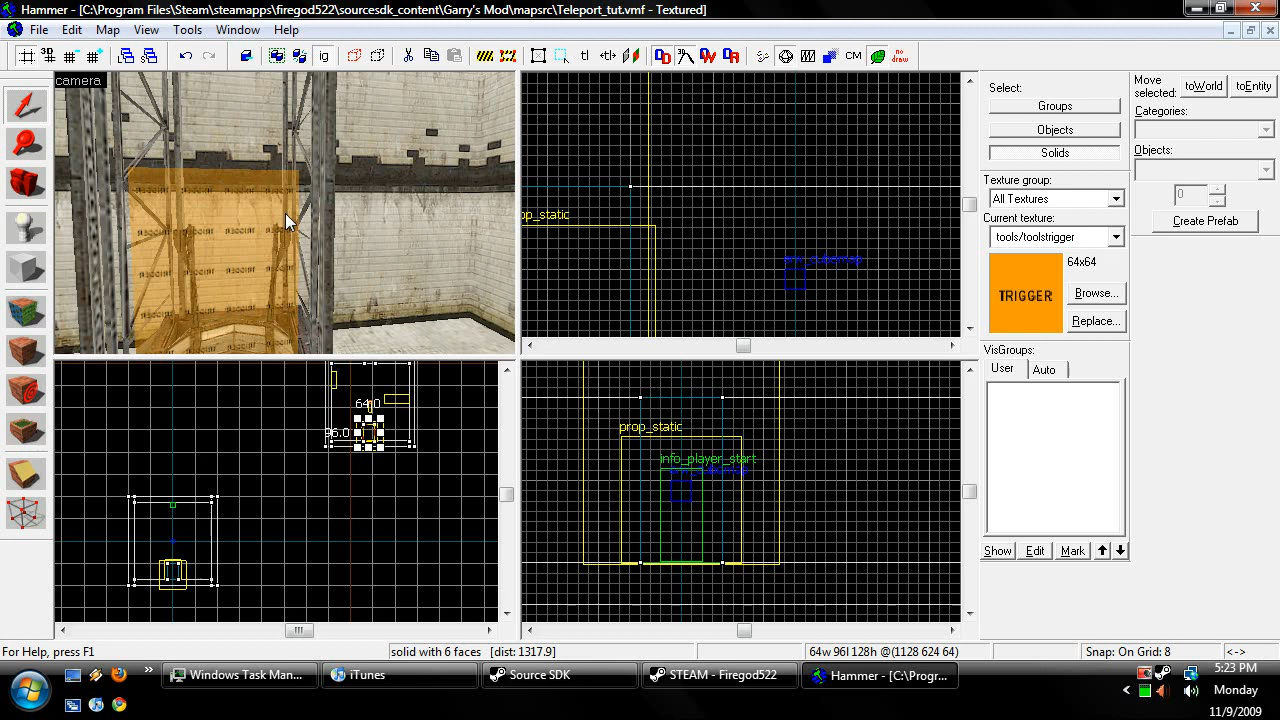 Hammer - [C:\Program Files\Steam\steamapps\firegod522\sourcesdk_content\Garry's Mod\mapsrc\Teleport_tut.vmf - Textured]
File Edit View Map View Tools Window Help
camera
Select:
Groups
Objects
Solids
Texture group:
All Textures
Current texture:
tools/toolstrigger
64x64
TRIGGER
Browse...
Replace...
VisGroups:
User Auto
Show Edit Mark
Move selected:
toWorld toEntity
Categories:
Objects:
0
Create Prefab
op_static
env_cubemap
64.0
96.0
prop_static
info_player_start
For Help, press F1
solid with 6 faces [dist: 1317.9]
64w 96l 128h @(1128 624 64)
Snap: On Grid: 8
<->
Windows Task Man...
iTunes
Source SDK
STEAM - Firegod522
Hammer - [C:\Progr...
5:23 PM
Monday
11/9/2009